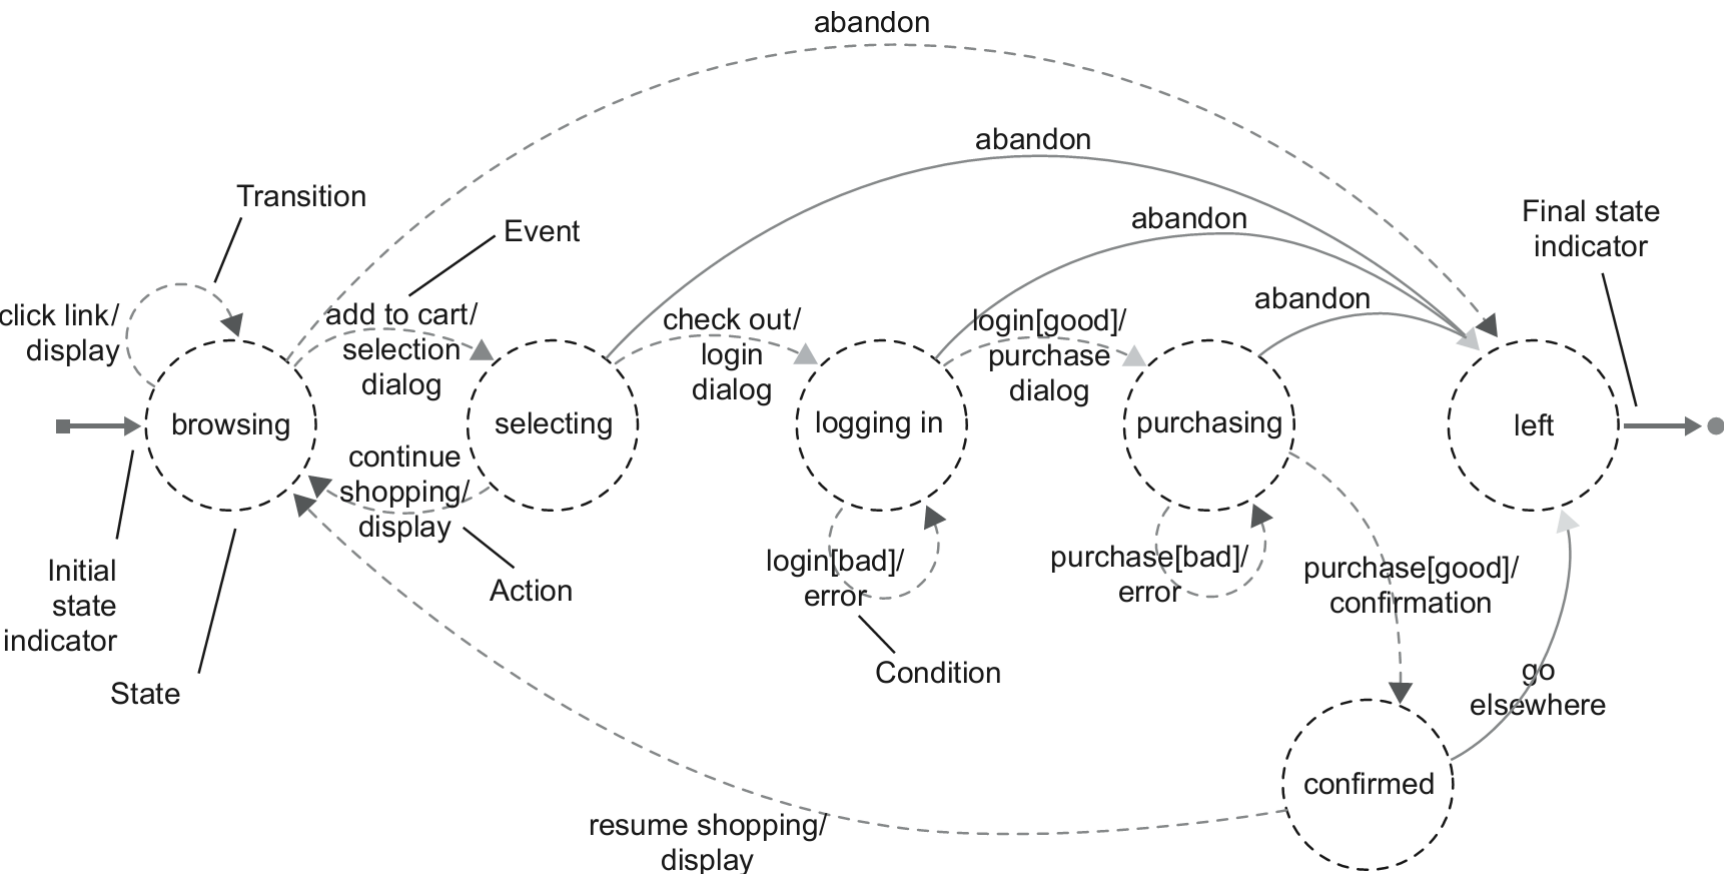 abandon
abandon
Transition
abandon
Final state
indicator
Event
abandon
click link/
display
add to cart/
selection
dialog
check out/
login
dialog
login[good]/
purchase
dialog
browsing
selecting
logging in
purchasing
left
continue
shopping/
display
Initial
state
indicator
Action
login[bad]/
error
purchase[bad]/
error
purchase[good]/
confirmation
State
Condition
go
elsewhere
confirmed
resume shopping/
display